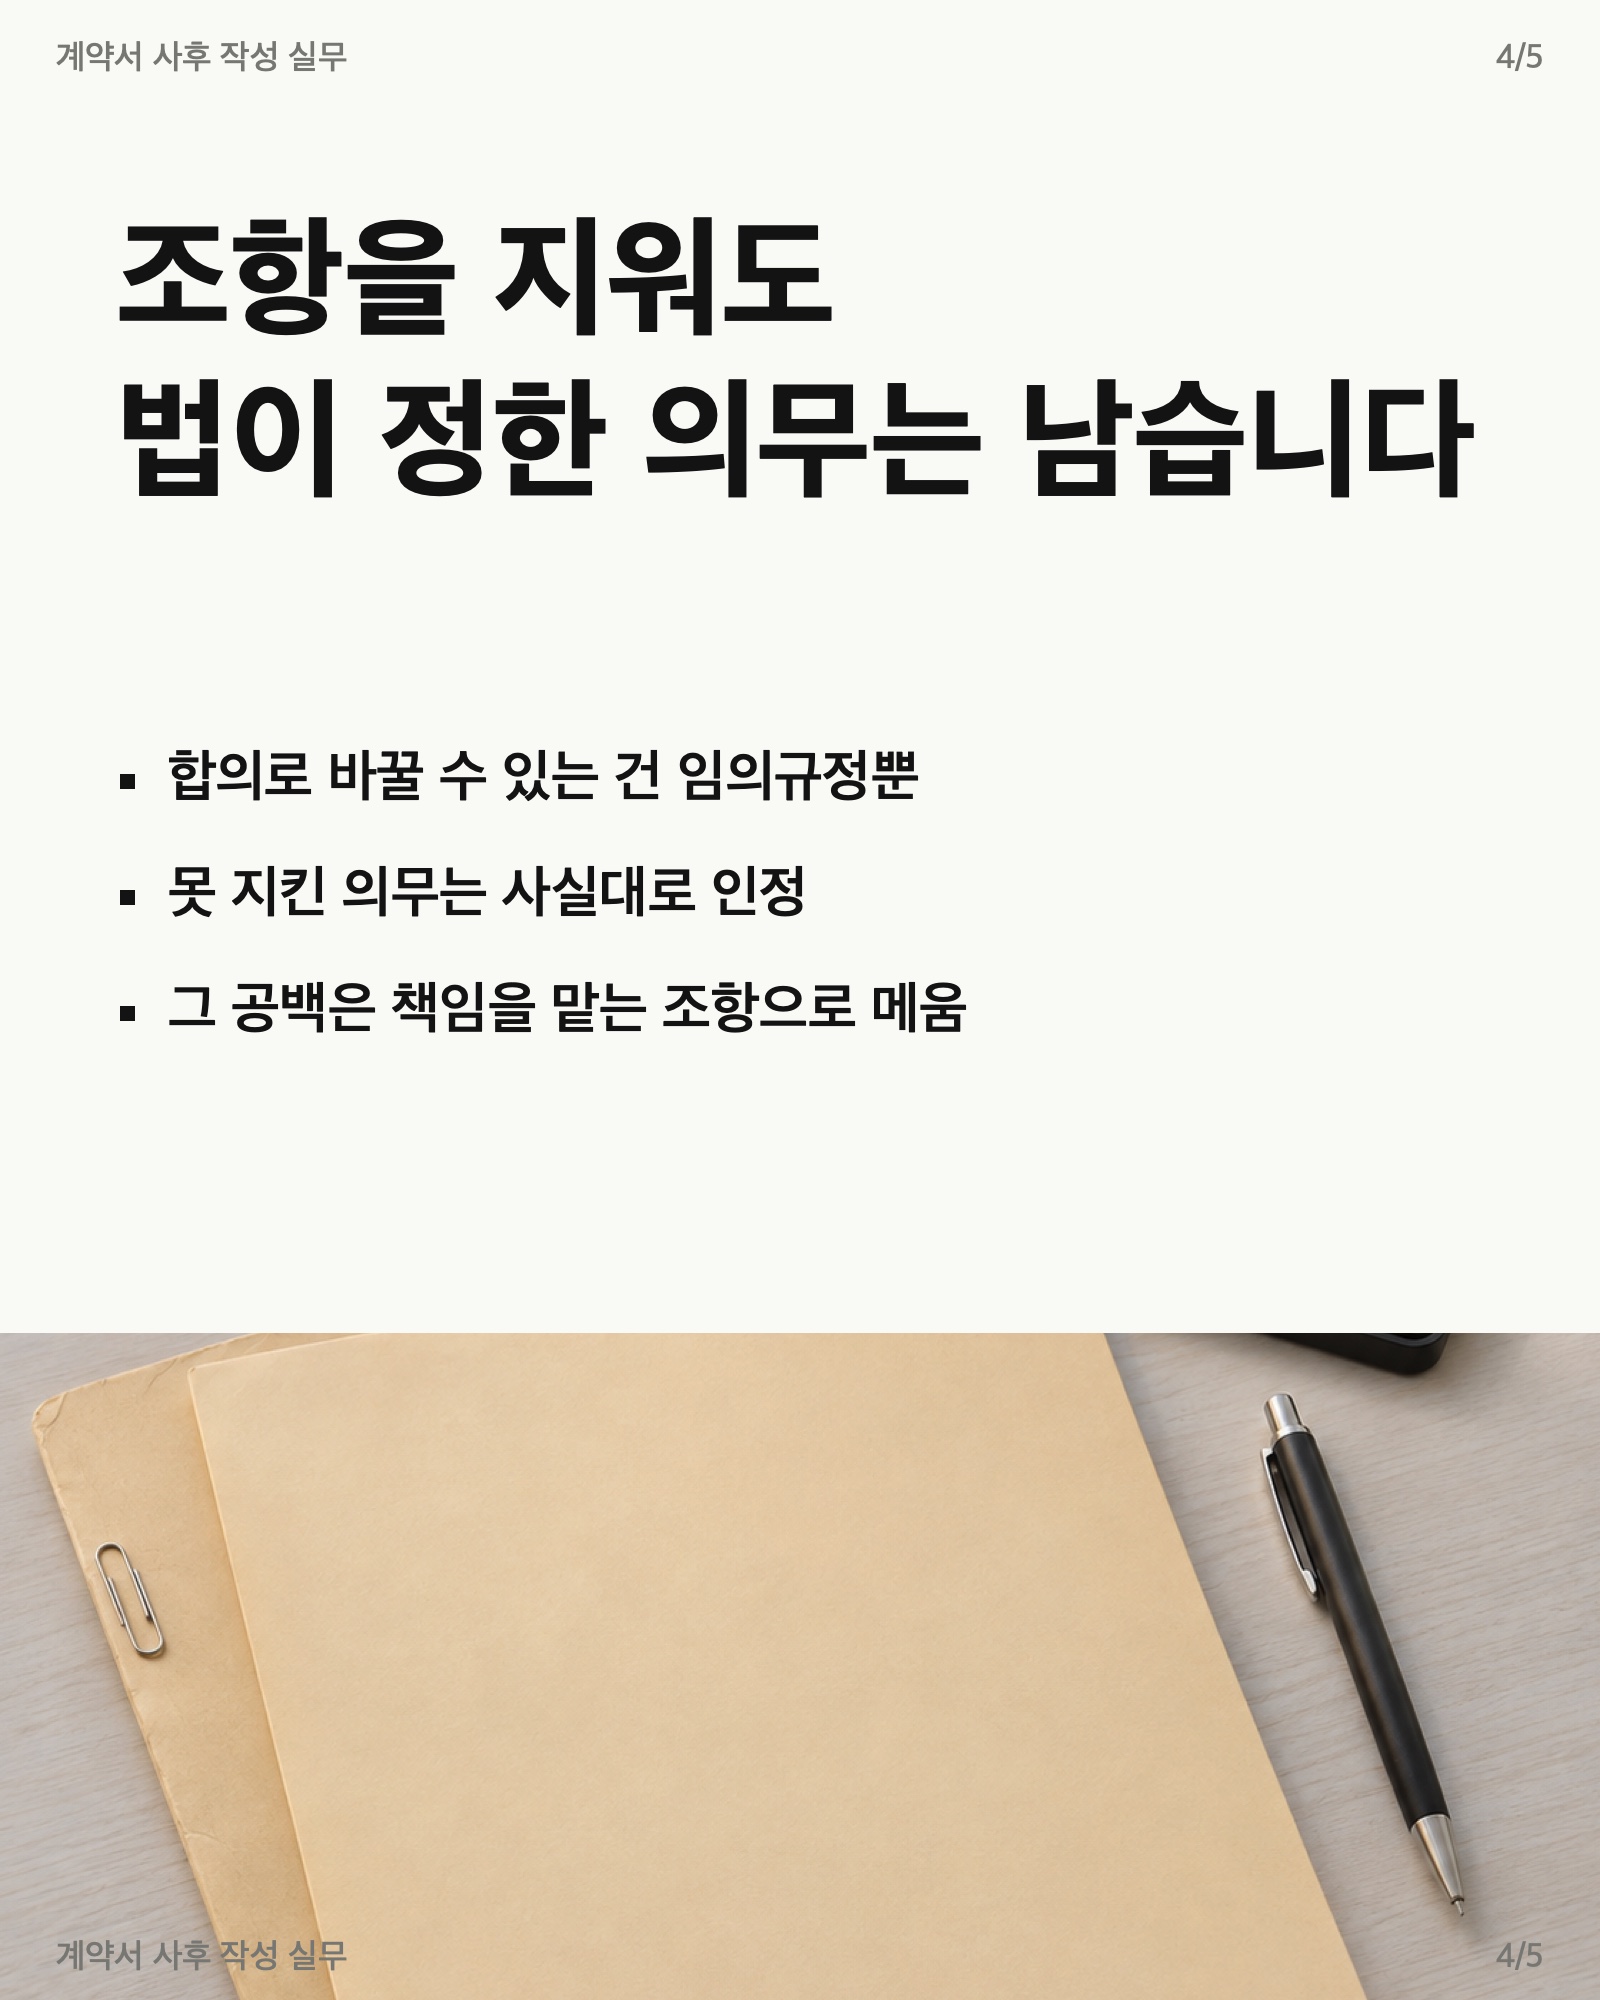 계약서 사후 작성 실무
4/5
조항을 지워도
법이 정한 의무는 남습니다
합의로 바꿀 수 있는 건 임의규정뿐
못 지킨 의무는 사실대로 인정
그 공백은 책임을 맡는 조항으로 메움
계약서 사후 작성 실무
4/5